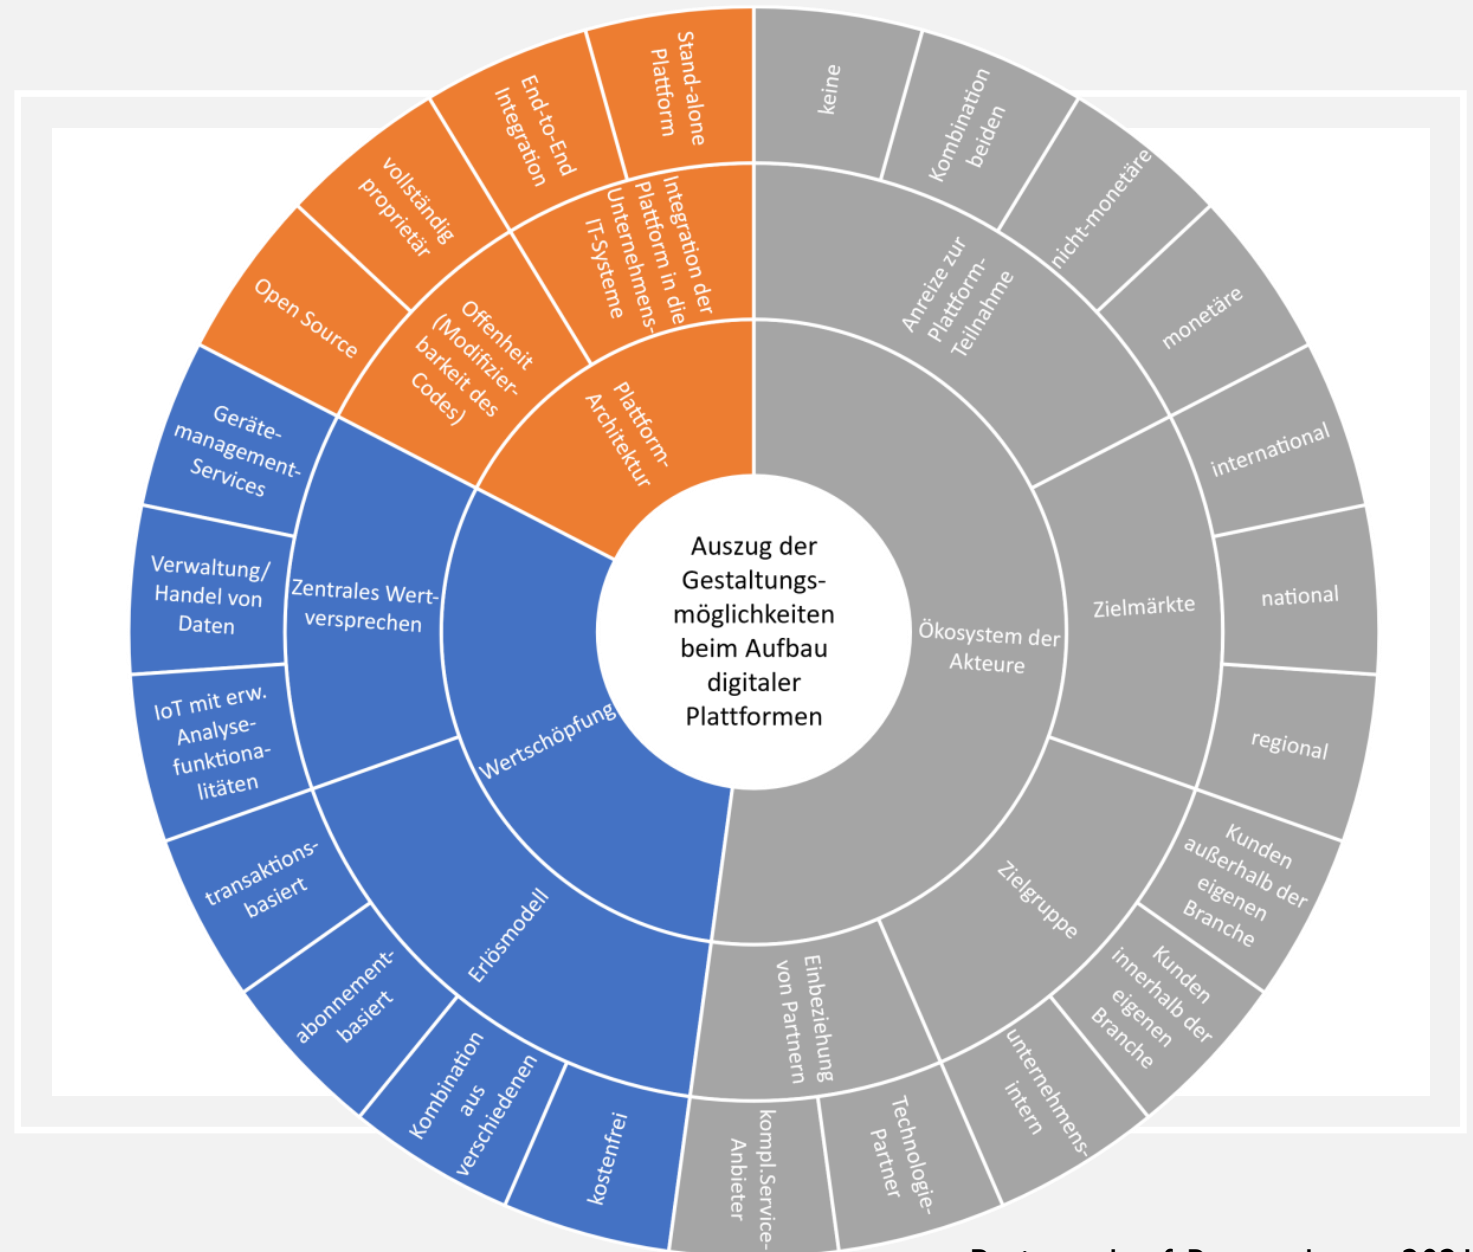 Auszug der
Gestaltungs-
möglichkeiten
beim Aufbau
digitaler
Plattformen
Ökosystem der
Akteure
Anreize zur
Plattform-
Teilnahme
keine
Kombination
beiden
nicht-monetäre
monetäre
Zielmärkte
international
national
regional
Zielgruppe
Kunden
außerhalb der
eigenen
Branche
Kunden
innerhalb der
eigenen
Branche
unternehmens-
intern
Einbeziehung
von Partnern
Technologie-
Partner
kompl.Service-
Anbieter
Wertschöpfung
Erlösmodell
kostenfrei
Kombination
aus
verschiedenen
abonnement-
basiert
transaktions-
basiert
Zentrales Wert-
versprechen
IoT mit erw.
Analyse-
funktiona-
litäten
Verwaltung/
Handel von
Daten
Geräte-
management-
Services
Plattform-
Architektur
Offenheit
(Modifizier-
barkeit des
Codes)
Open Source
vollständig
proprietär
Integration der
Plattform in die
Unternehmens-
IT-Systeme
End-to-End
Integration
Stand-alone
Plattform